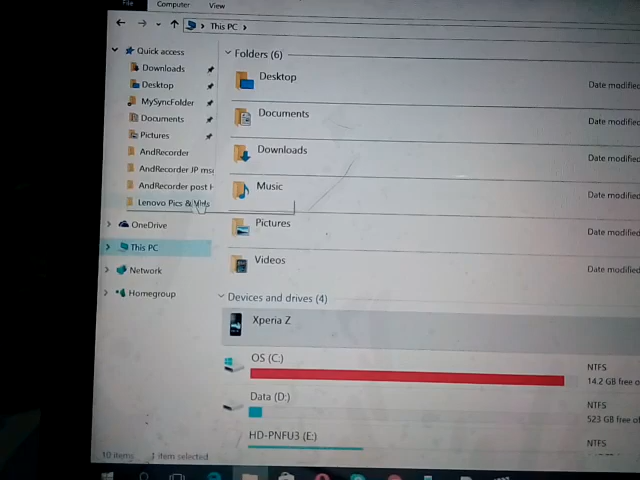 File
Computer
View
This PC
Quick access
Downloads
Desktop
MySyncFolder
Documents
Pictures
AndRecorder
AndRecorder JP
AndRecorder past
Lenovo Pics &
OneDrive
This PC
Network
Homegroup
Folders (6)
Desktop
Date modified
Documents
Date modified
Downloads
Date modified
Music
Date modified
Pictures
Date modified
Videos
Date modified
Devices and drives (4)
Xperia Z
OS (C:)
NTFS
14.2 GB free o
Data (D:)
NTFS
523 GB free o
HD-PNFU3 (E:)
NTFS
10 items
1 item selected